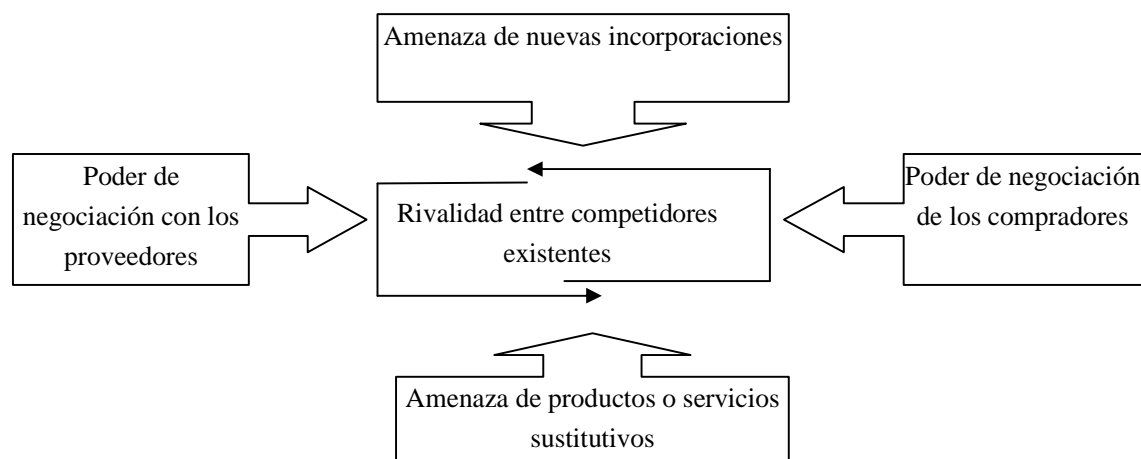 Amenaza de nuevas incorporaciones
Poder de
negociación con los
proveedores
Rivalidad entre competidores
existentes
Poder de negociación
de los compradores
Amenaza de productos o servicios
sustitutivos